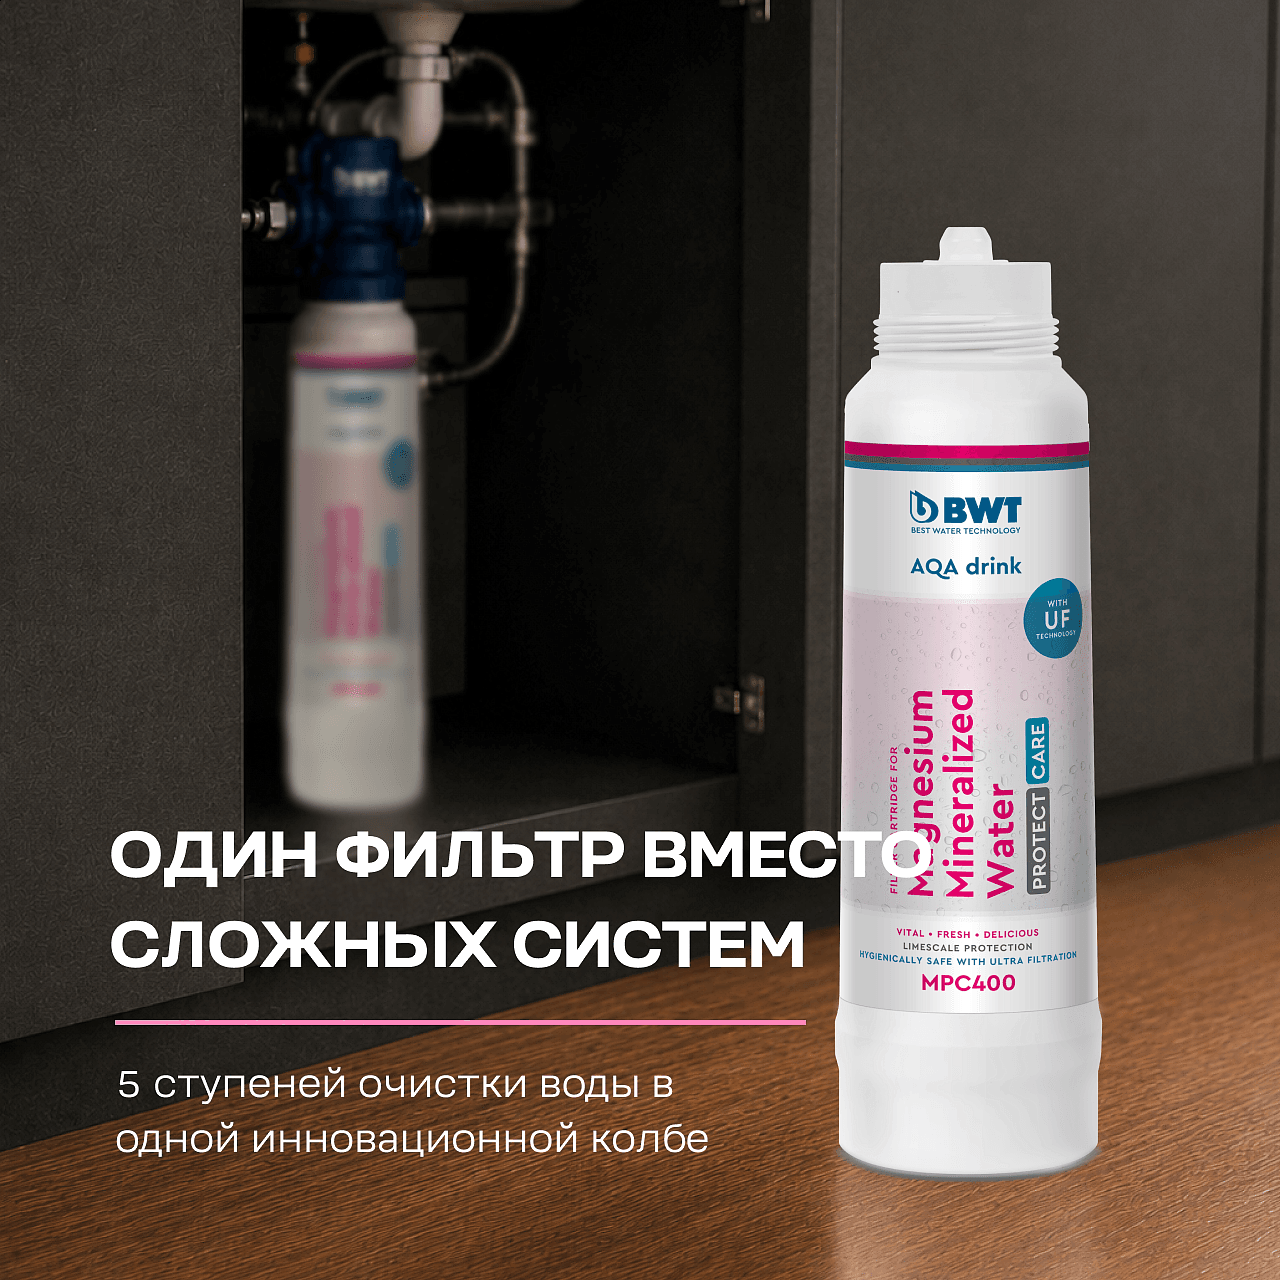 BWT
BWT
BEST WATER TECHNOLOGY
AQA drink
WITH
UF
TECHNOLOGY
Magnesium
Mineralized
Water
PROTECT CARE
VITAL • FRESH • DELICIOUS
LIMESCALE PROTECTION
HYGIENICALLY SAFE WITH ULTRA FILTRATION
MPC400
ОДИН ФИЛЬТР ВМЕСТО
СЛОЖНЫХ СИСТЕМ
5 ступеней очистки воды в
одной инновационной колбе